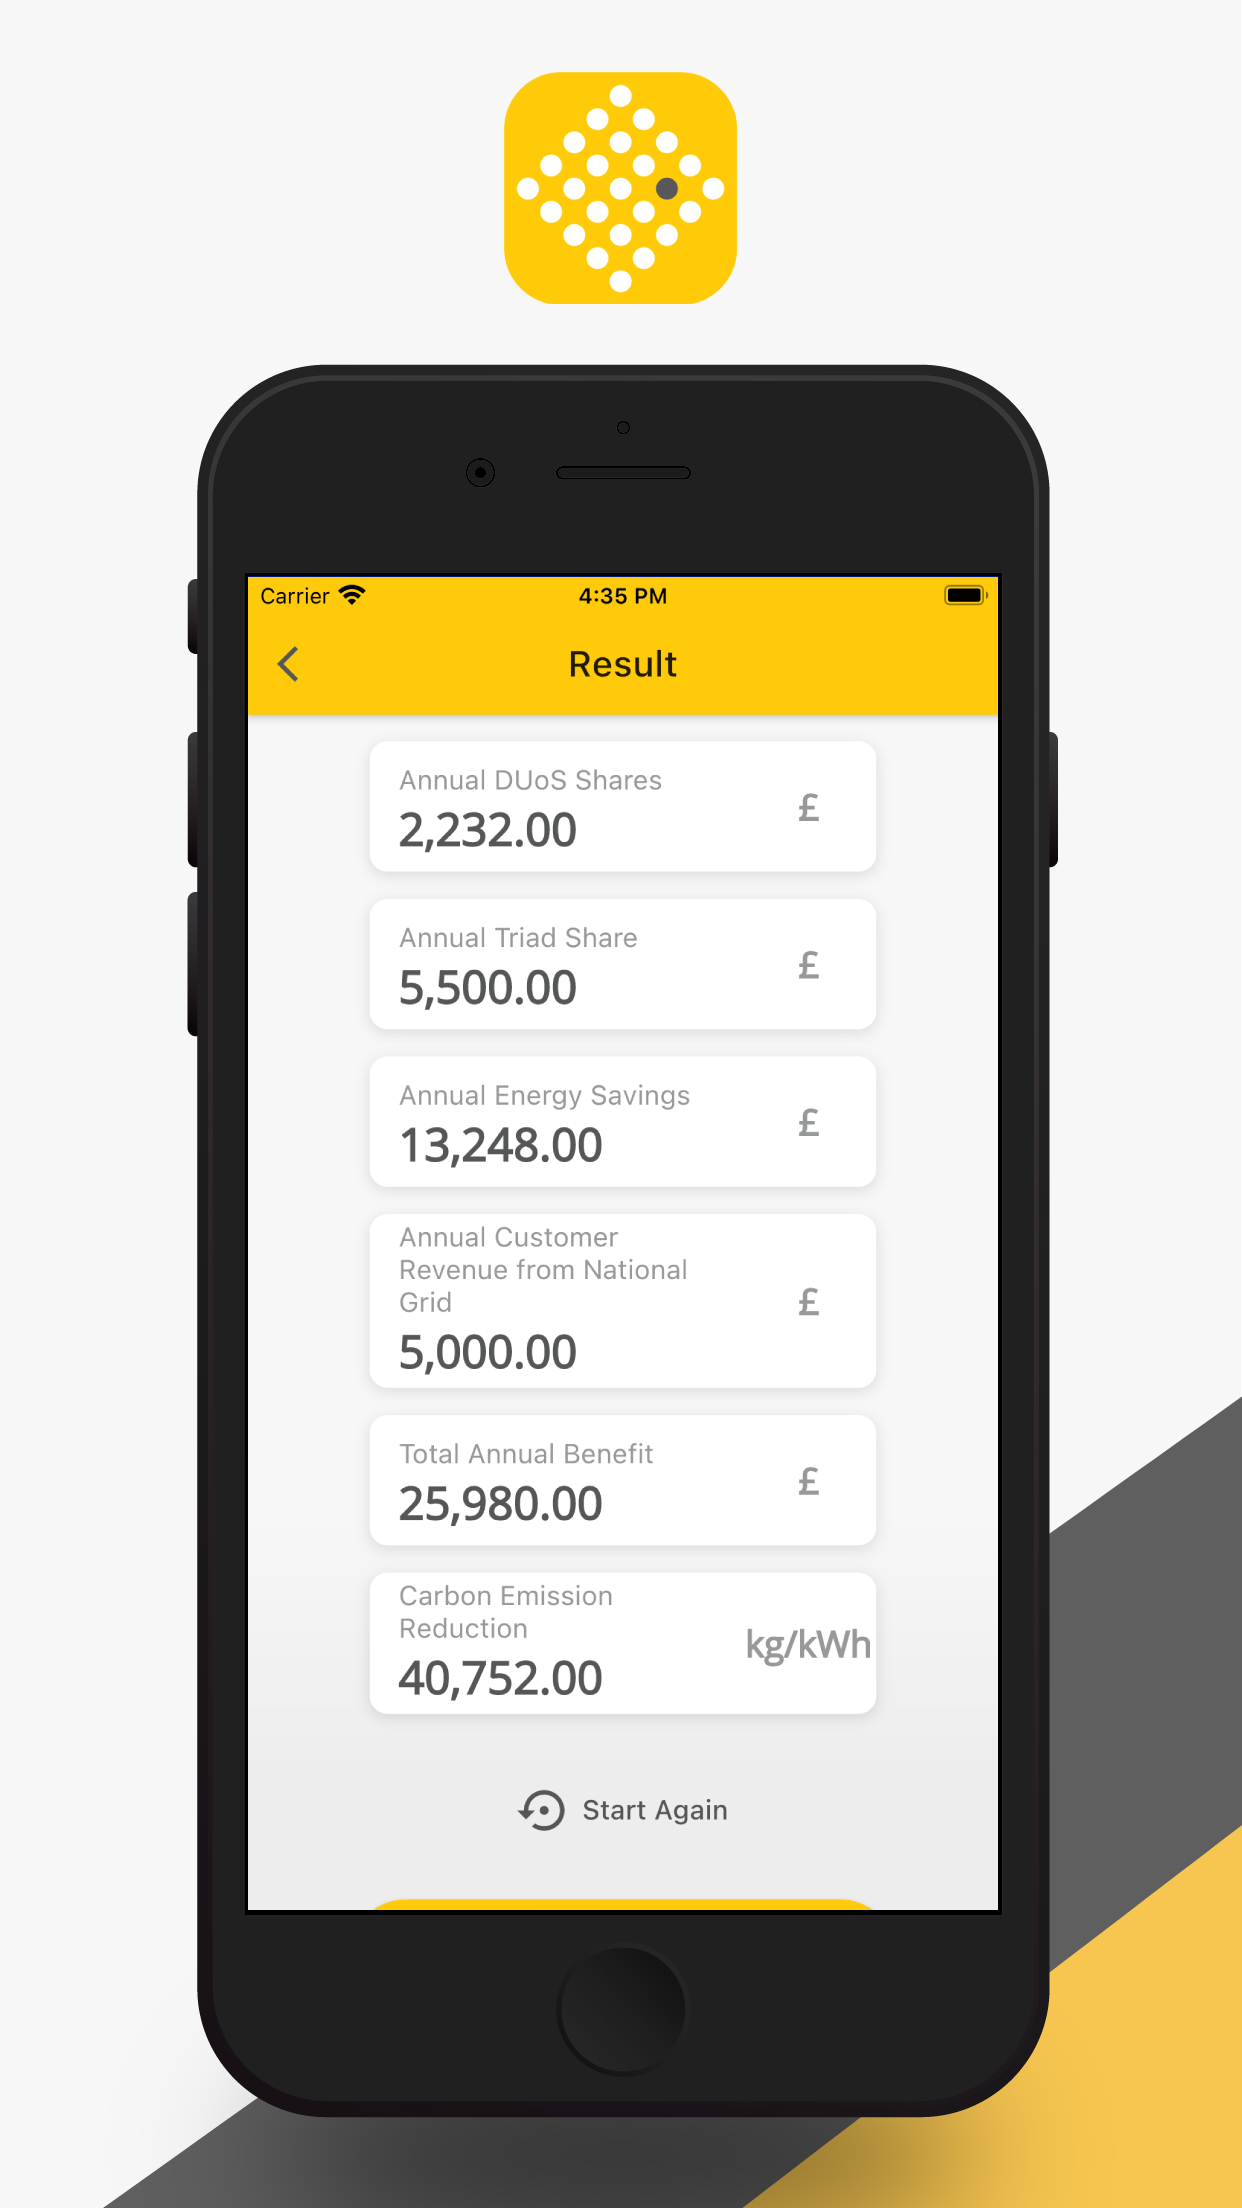 Carrier 4:35 PM
Result
Annual DUoS Shares
2,232.00 £
Annual Triad Share
5,500.00 £
Annual Energy Savings
13,248.00 £
Annual Customer
Revenue from National
Grid
5,000.00 £
Total Annual Benefit
25,980.00 £
Carbon Emission
Reduction
40,752.00 kg/kWh
Start Again